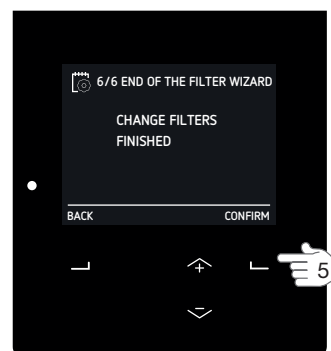 6/6 END OF THE FILTER WIZARD
CHANGE FILTERS
FINISHED
BACK CONFIRM
5